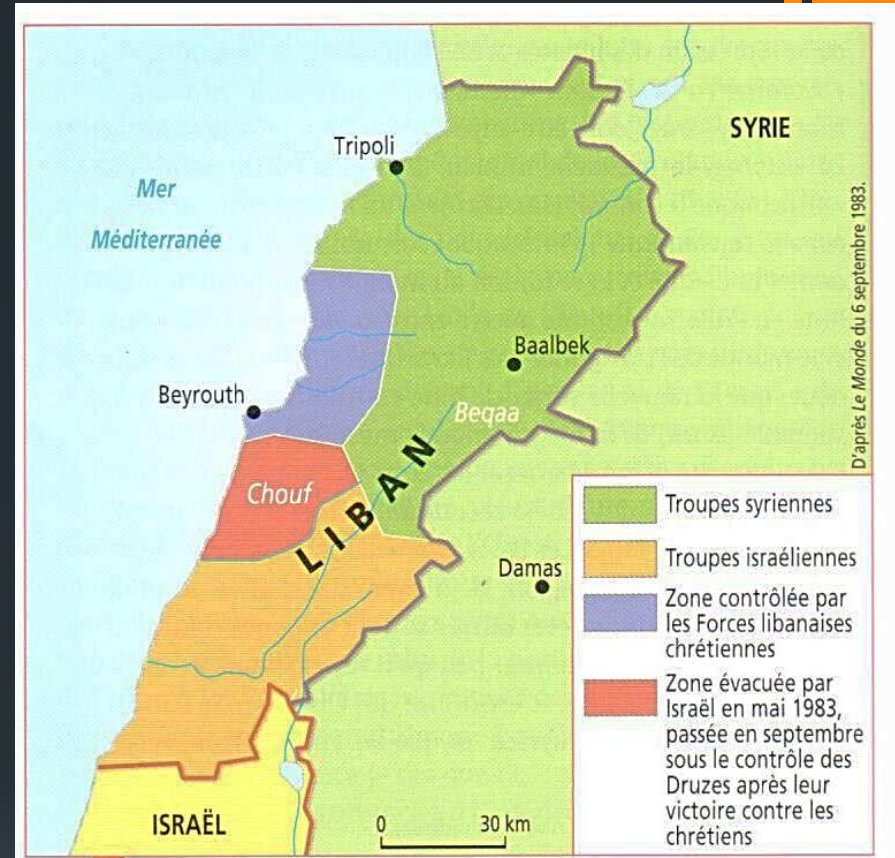 SYRIE
Tripoli
Mer
Méditerranée
D'après Le Monde du 6 septembre 1983.
Baalbek
Beyrouth
Beqaa
Chouf
LIBAN
Damas
Troupes syriennes
Troupes israéliennes
Zone contrôlée par
les Forces libanaises
chrétiennes
Zone évacuée par
Israël en mai 1983,
passée en septembre
sous le contrôle des
Druzes après leur
victoire contre les
chrétiens
ISRAËL
0 30 km